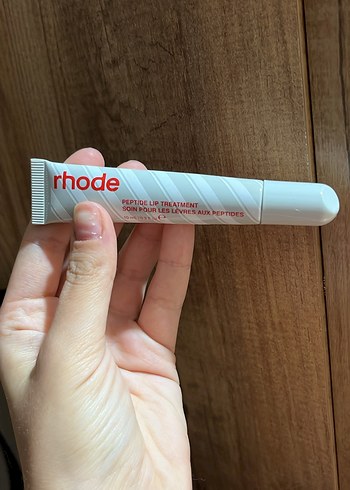 rhode
PEPTIDE LIP TREATMENT
SOIN POUR LES LÈVRES AUX PEPTIDES